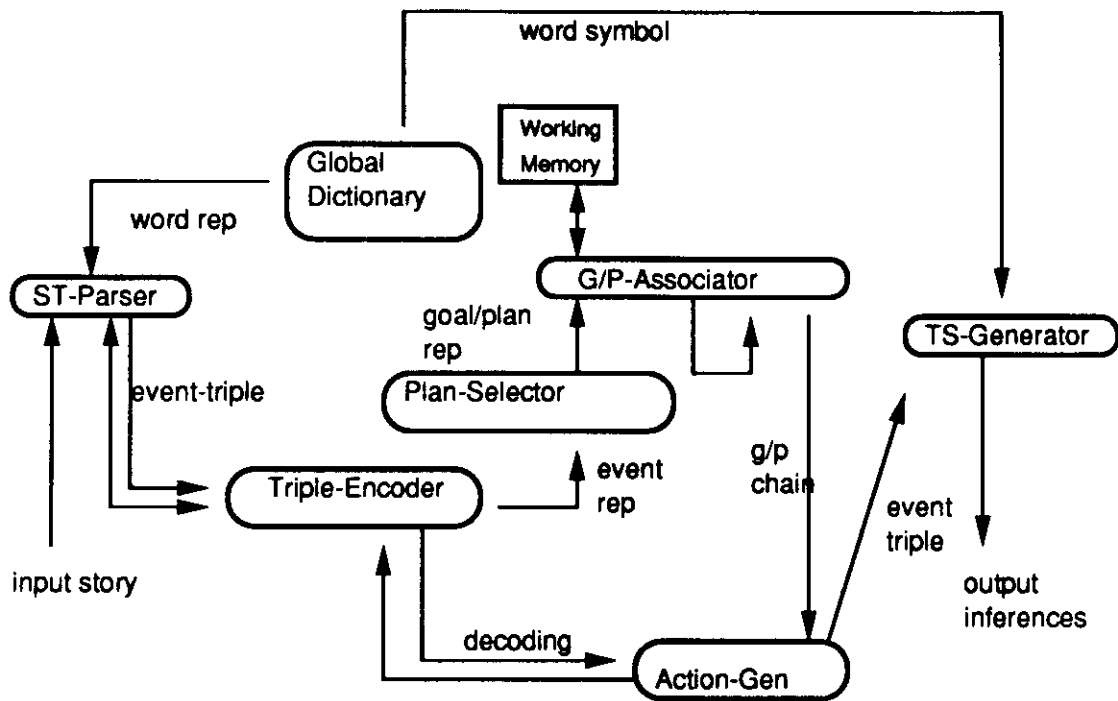 word symbol
Working
Memory
Global
Dictionary
word rep
G/P-Associator
ST-Parser
goal/plan
rep
TS-Generator
event-triple
Plan-Selector
g/p
chain
event
rep
Triple-Encoder
event
triple
input story
output
inferences
decoding
Action-Gen